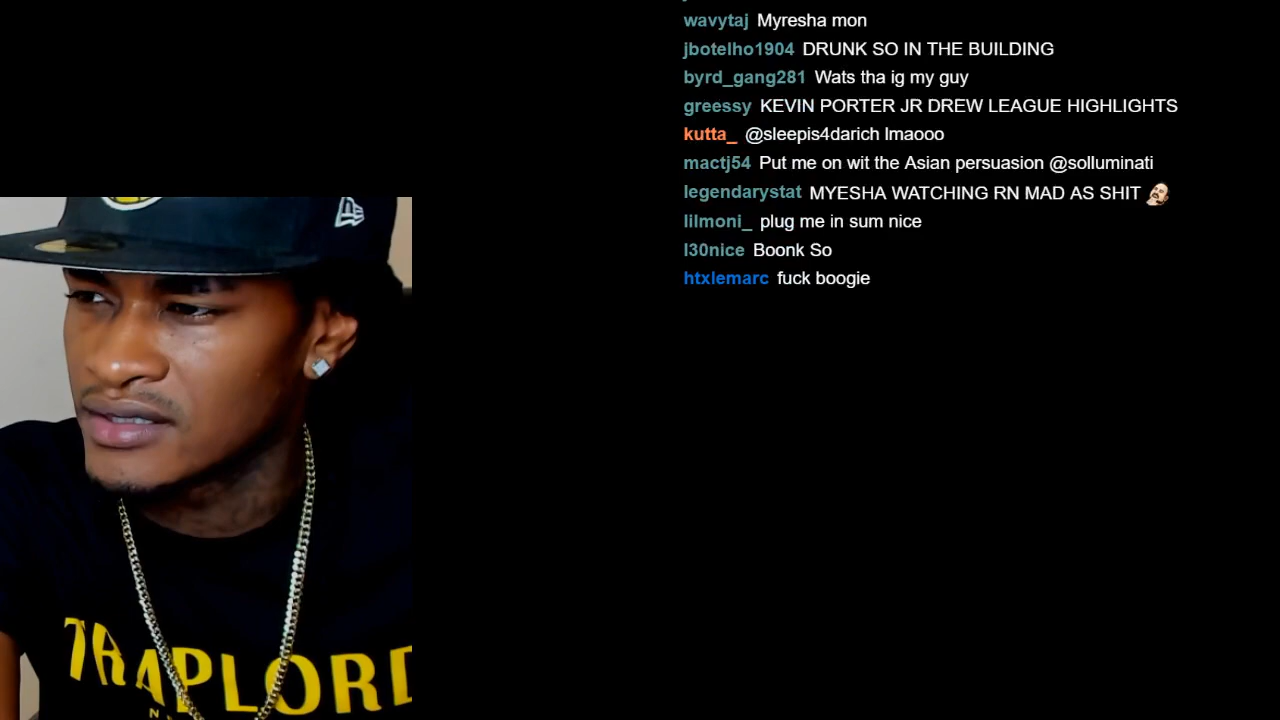 wavytaj Myresha mon
jbotelho1904 DRUNK SO IN THE BUILDING
byrd_gang281 Wats tha ig my guy
greessy KEVIN PORTER JR DREW LEAGUE HIGHLIGHTS
kutta_ @sleepis4darich lmaooo
mactj54 Put me on wit the Asian persuasion @solluminati
legendarystat MYESHA WATCHING RN MAD AS SHIT
lilmoni_ plug me in sum nice
l30nice Boonk So
htxlemarc fuck boogie
TRAPLORD